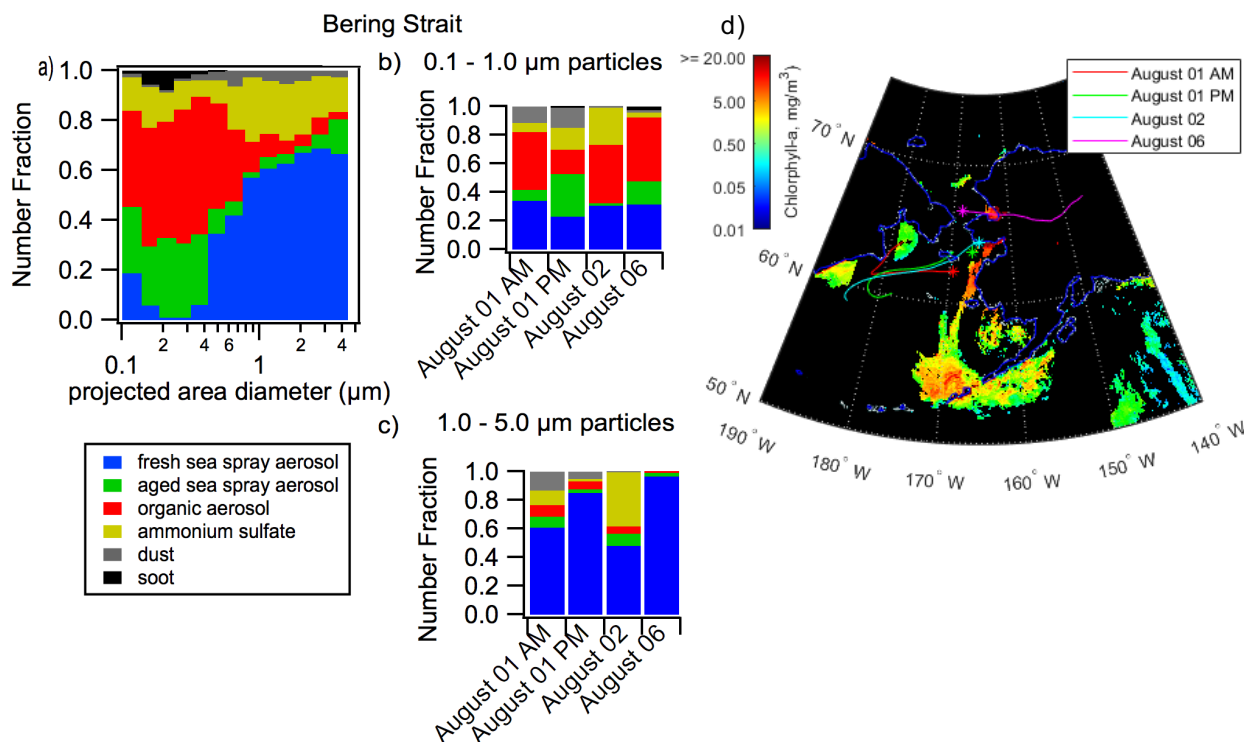 Bering Strait
a)
Number Fraction
1.0
0.8
0.6
0.4
0.2
0.0
0.1
2
4
6
1
2
4
projected area diameter (µm)
fresh sea spray aerosol
aged sea spray aerosol
organic aerosol
ammonium sulfate
dust
soot
b)
0.1 - 1.0 µm particles
Number Fraction
1.0
0.8
0.6
0.4
0.2
0.0
August 01 AM
August 01 PM
August 02
August 06
c)
1.0 - 5.0 µm particles
Number Fraction
1.0
0.8
0.6
0.4
0.2
0.0
August 01 AM
August 01 PM
August 02
August 06
d)
>= 20.00
5.00
0.50
0.05
0.01
Chlorophyll-a, mg/m³
August 01 AM
August 01 PM
August 02
August 06
70°N
60°N
50°N
190°W
180°W
170°W
160°W
150°W
140°W